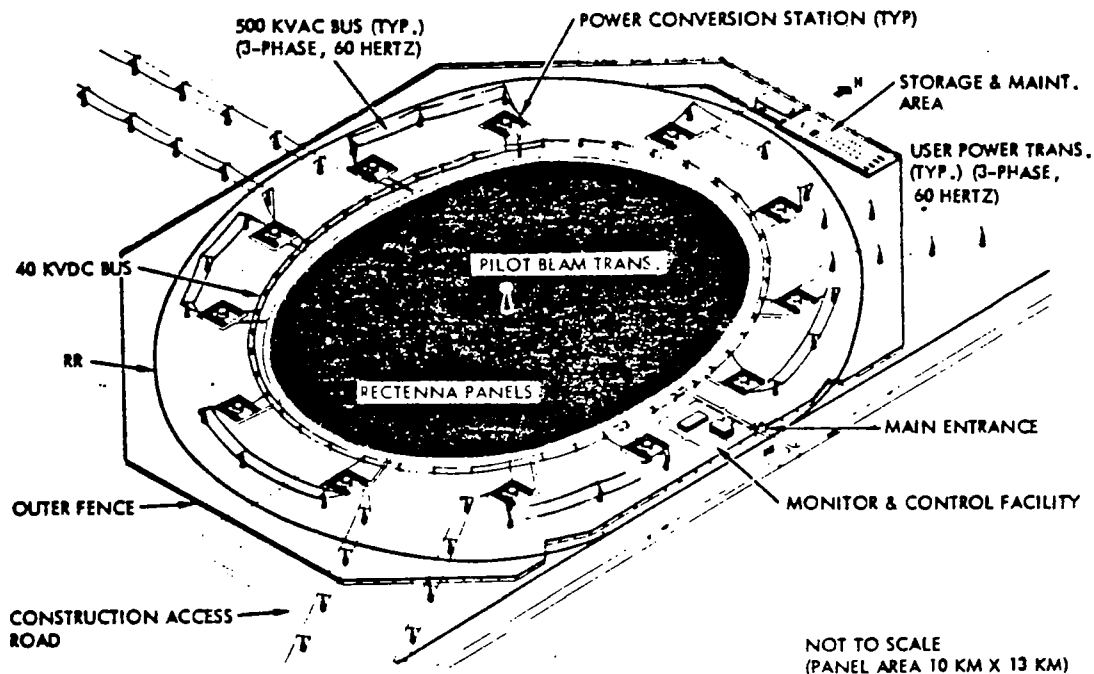 500 KVAC BUS (TYP.)
(3-PHASE, 60 HERTZ)
POWER CONVERSION STATION (TYP)
N
STORAGE & MAINT.
AREA
USER POWER TRANS.
(TYP.) (3-PHASE,
60 HERTZ)
40 KVDC BUS
PILOT BEAM TRANS.
RR
RECTENNA PANELS
MAIN ENTRANCE
OUTER FENCE
MONITOR & CONTROL FACILITY
CONSTRUCTION ACCESS
ROAD
NOT TO SCALE
(PANEL AREA 10 KM X 13 KM)